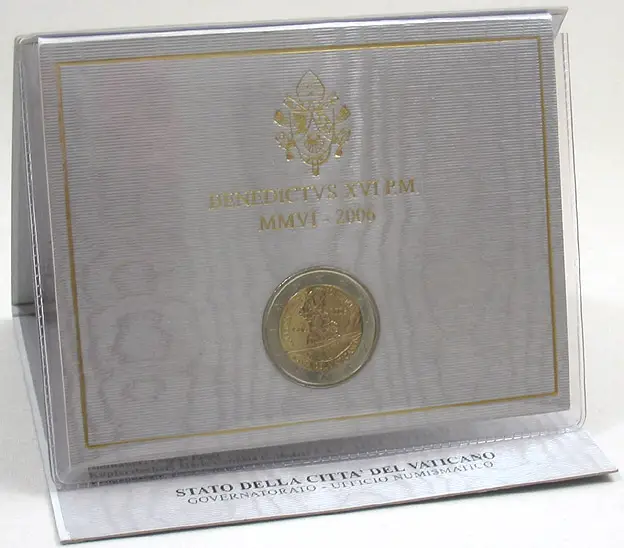 BENEDICTVS XVI P.M.
MMVI - 2006
STATO DELLA CITTA' DEL VATICANO
GOVERNATORATO - UFFICIO NUMISMATICO